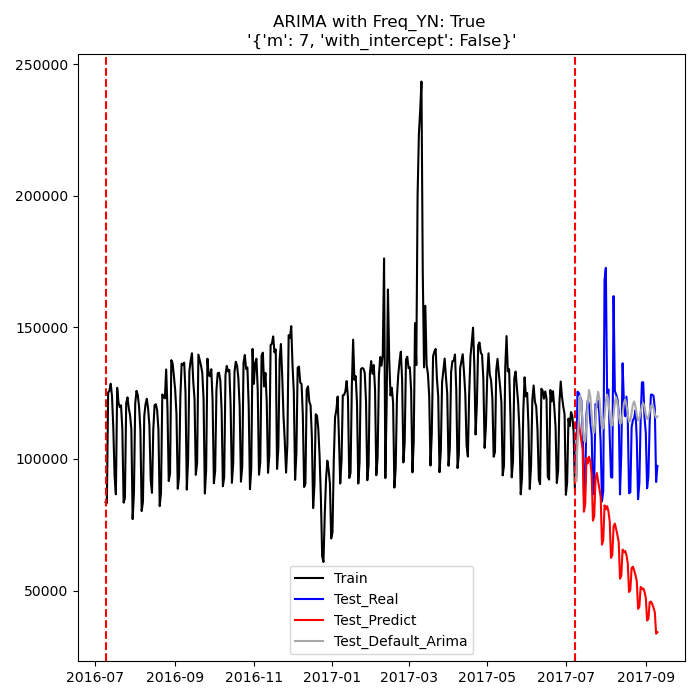 ARIMA with Freq_YN: True
'{'m': 7, 'with_intercept': False}'
250000
200000
150000
100000
50000
Train
Test_Real
Test_Predict
Test_Default_Arima
2016-07 2016-09 2016-11 2017-01 2017-03 2017-05 2017-07 2017-09